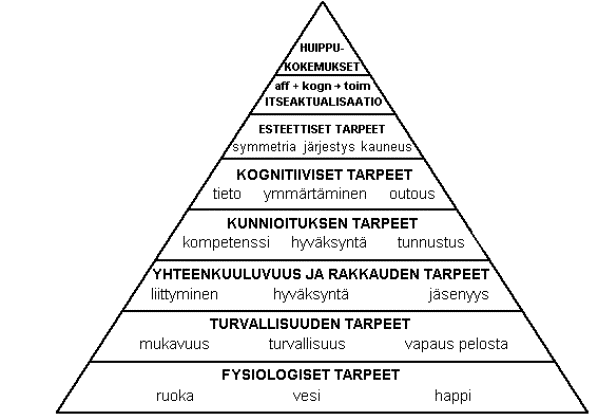 HUIPPU-
KOKEMUKSET
aff + kogn → toim
ITSEAKTUALISAATIO
ESTEETTISET TARPEET
symmetria järjestys kauneus
KOGNITIIVISET TARPEET
tieto ymmärtäminen outous
KUNNIOITUKSEN TARPEET
kompetenssi hyväksyntä tunnustus
YHTEENKUULUVUUS JA RAKKAUDEN TARPEET
liittyminen hyväksyntä jäsenyys
TURVALLISUUDEN TARPEET
mukavuus turvallisuus vapaus pelosta
FYSIOLOGISET TARPEET
ruoka vesi happi